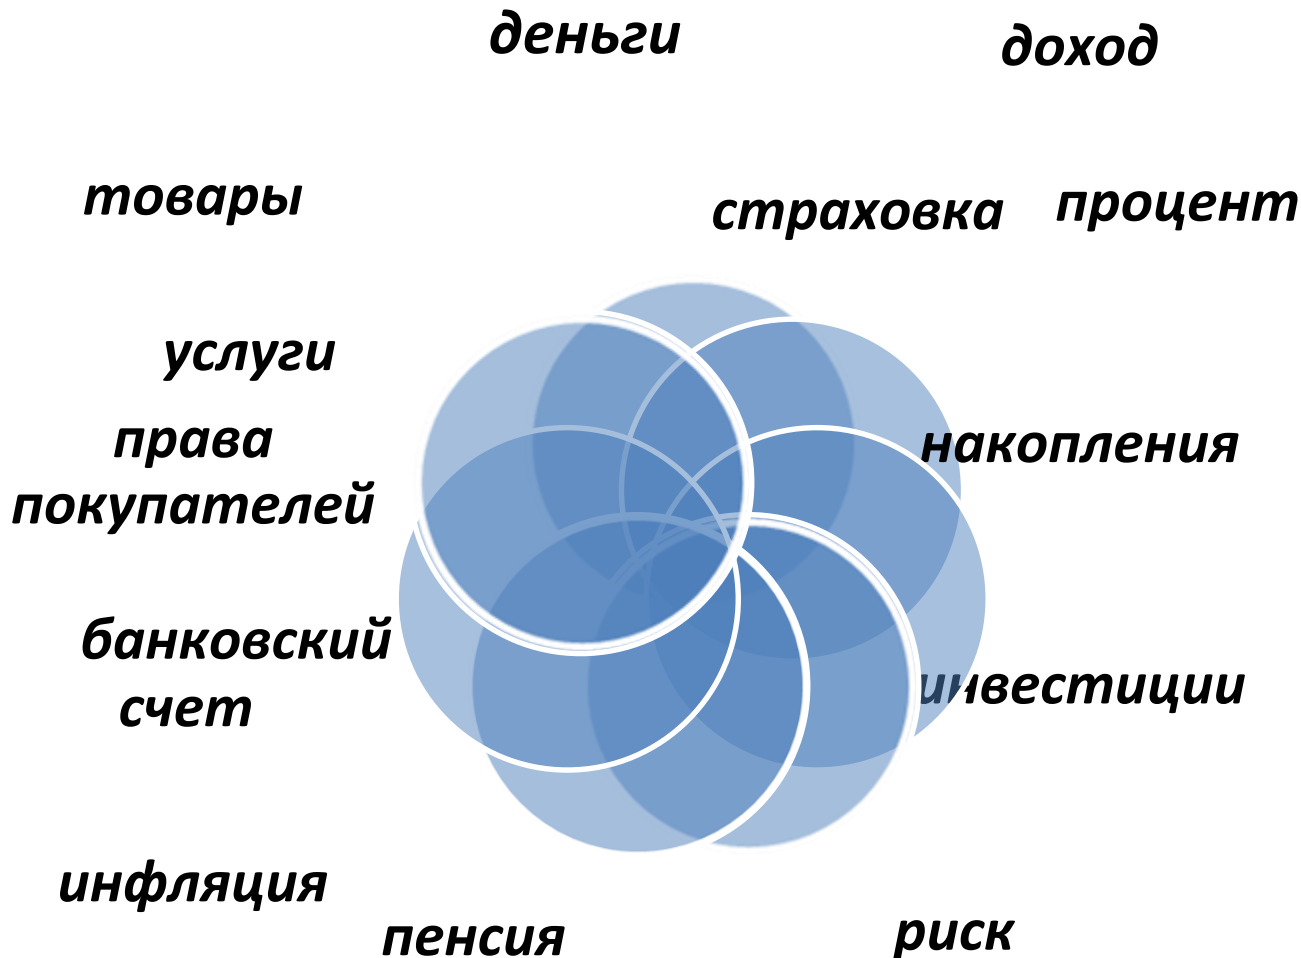 деньги
доход
товары
страховка
процент
услуги
права
покупателей
накопления
банковский
счет
инвестиции
инфляция
пенсия
риск